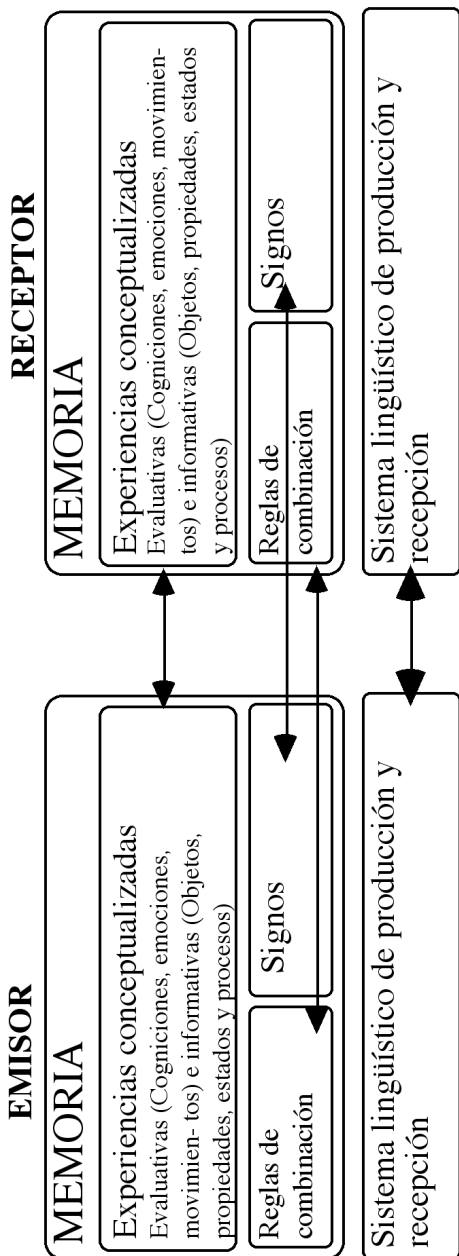 EMISOR
MEMORIA
Experiencias conceptualizadas
Evaluativas (Cogniciones, emociones,
movimien- tos) e informativas (Objetos,
propiedades, estados y procesos)
Reglas de
combinación
Signos
Sistema lingüístico de producción y
recepción
RECEPTOR
MEMORIA
Experiencias conceptualizadas
Evaluativas (Cogniciones, emociones, movimien-
tos) e informativas (Objetos, propiedades, estados
y procesos)
Reglas de
combinación
Signos
Sistema lingüístico de producción y
recepción